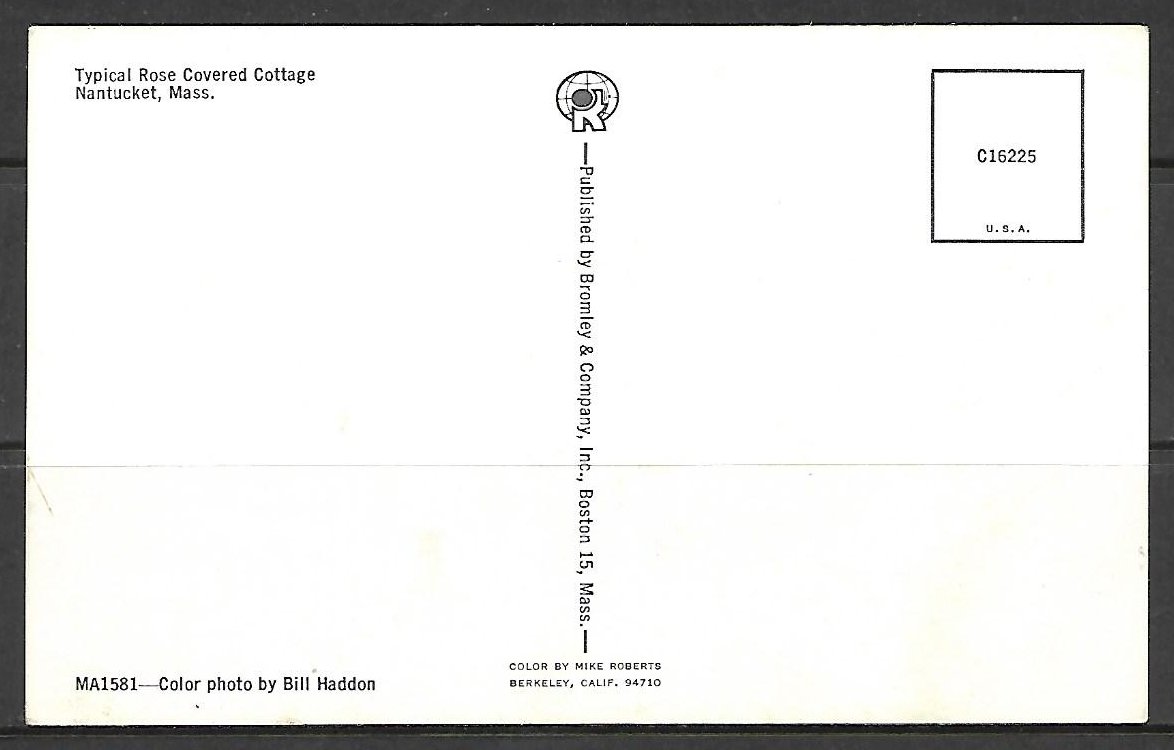 Typical Rose Covered Cottage
Nantucket, Mass.
C16225
U.S.A.
—Published by Bromley & Company, Inc., Boston 15, Mass.—
MA1581—Color photo by Bill Haddon
COLOR BY MIKE ROBERTS
BERKELEY, CALIF. 94710